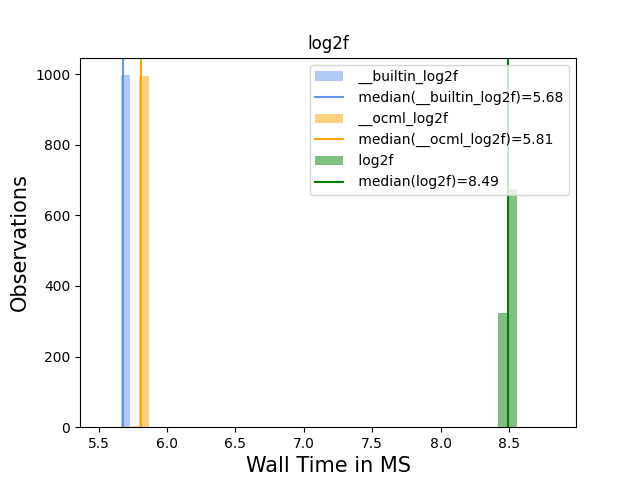 log2f
__builtin_log2f
median(__builtin_log2f)=5.68
__ocml_log2f
median(__ocml_log2f)=5.81
log2f
median(log2f)=8.49
Observations
1000
800
600
400
200
0
5.5 6.0 6.5 7.0 7.5 8.0 8.5
Wall Time in MS